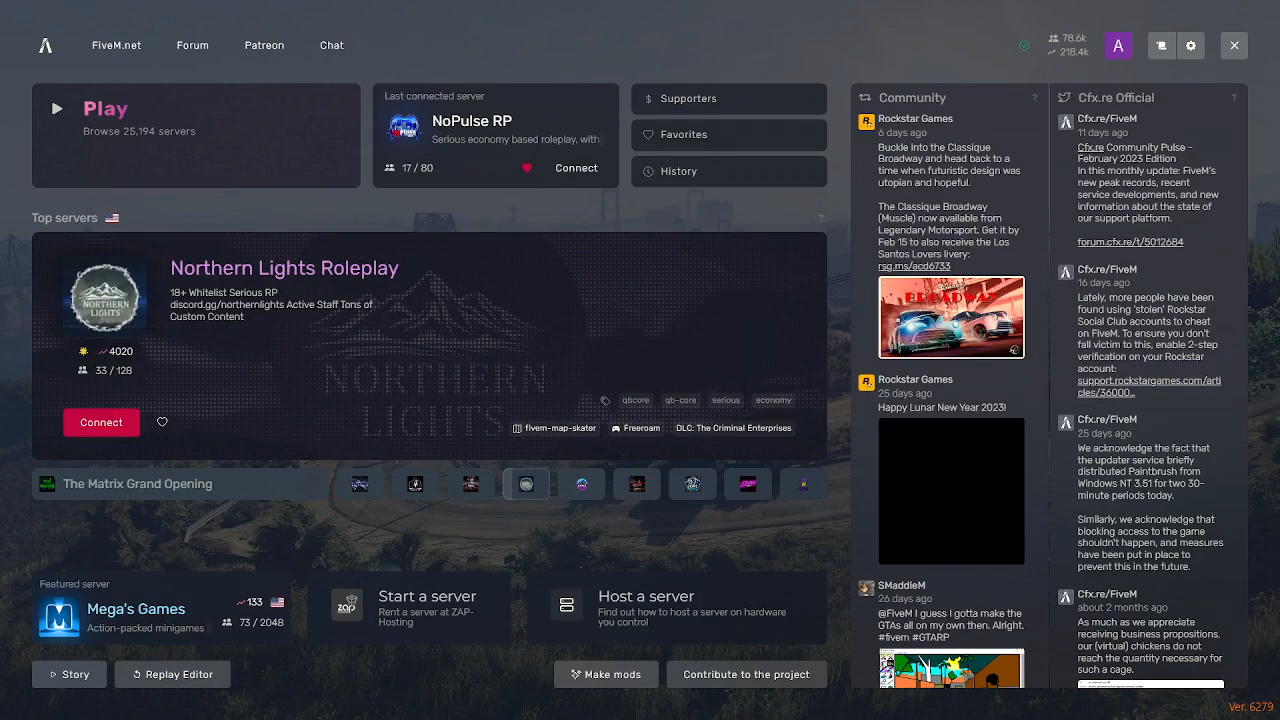 FiveM.net
Forum
Patreon
Chat
78.6k
218.4k
A
Play
Browse 25,194 servers
Last connected server
NoPulse RP
Serious economy based roleplay, with
17 / 80
Connect
$ Supporters
Favorites
History
Top servers
?
Northern Lights Roleplay
18+ Whitelist Serious RP
discord.gg/northernlights Active Staff Tons of
Custom Content
NORTHERN
LIGHTS
4020
33 / 128
Connect
NORTHERN
LIGHTS
qbcore
qb-core
serious
economy
fivem-map-skater
Freeroam
DLC: The Criminal Enterprises
The Matrix Grand Opening
Featured server
Mega's Games
Action-packed minigames
133
73 / 2048
ZAP
Start a server
Rent a server at ZAP-
Hosting
Host a server
Find out how to host a server on hardware
you control
Story
Replay Editor
Make mods
Contribute to the project
Community
?
Rockstar Games
6 days ago
Buckle into the Classique
Broadway and head back to a
time when futuristic design was
utopian and hopeful.
The Classique Broadway
(Muscle) now available from
Legendary Motorsport. Get it by
Feb 15 to also receive the Los
Santos Lovers livery:
rsg.ms/acd6733
BROADWAY
Rockstar Games
25 days ago
Happy Lunar New Year 2023!
SMaddieM
26 days ago
@FiveM I guess I gotta make the
GTAs all on my own then. Alright.
#fivem #GTARP
Cfx.re Official
?
Cfx.re/FiveM
11 days ago
Cfx.re Community Pulse -
February 2023 Edition
In this monthly update: FiveM's
new peak records, recent
service developments, and new
information about the state of
our support platform.
forum.cfx.re/t/5012684
Cfx.re/FiveM
16 days ago
Lately, more people have been
found using 'stolen' Rockstar
Social Club accounts to cheat
on FiveM. To ensure you don't
fall victim to this, enable 2-step
verification on your Rockstar
account:
support.rockstargames.com/arti
cles/36000...
Cfx.re/FiveM
25 days ago
We acknowledge the fact that
the updater service briefly
distributed Paintbrush from
Windows NT 3.51 for two 30-
minute periods today.
Similarly, we acknowledge that
blocking access to the game
shouldn't happen, and measures
have been put in place to
prevent this in the future.
Cfx.re/FiveM
about 2 months ago
As much as we appreciate
receiving business propositions,
our (virtual) chickens do not
reach the quantity necessary for
such a cage.
Ver. 6279